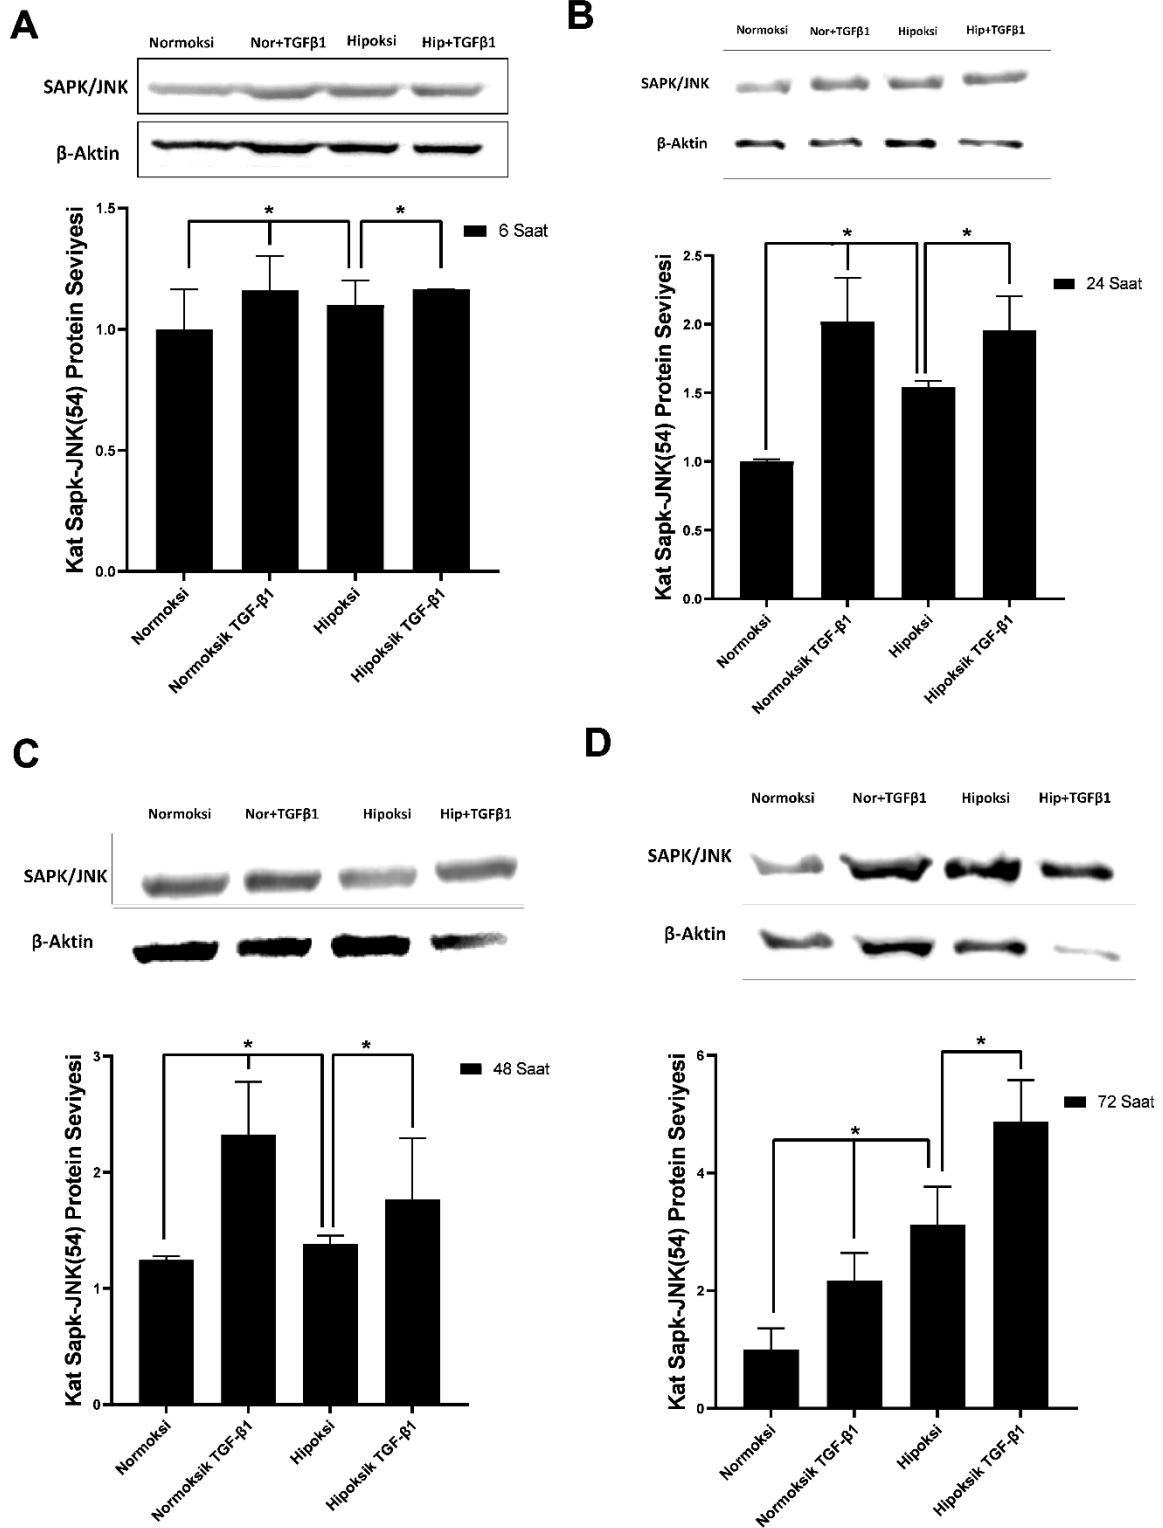 A
Normoksi Nor+TGFβ1 Hipoksi Hip+TGFβ1
SAPK/JNK
β-Aktin
Kat Sapk-JNK(54) Protein Seviyesi
1.5
1.0
0.5
0.0
* *
6 Saat
Normoksi
Normoksik TGF-β1
Hipoksi
Hipoksik TGF-β1
B
Normoksi Nor+TGFβ1 Hipoksi Hip+TGFβ1
SAPK/JNK
β-Aktin
Kat Sapk-JNK(54) Protein Seviyesi
2.5
2.0
1.5
1.0
0.5
0.0
* *
24 Saat
Normoksi
Normoksik TGF-β1
Hipoksi
Hipoksik TGF-β1
C
Normoksi Nor+TGFβ1 Hipoksi Hip+TGFβ1
SAPK/JNK
β-Aktin
Kat Sapk-JNK(54) Protein Seviyesi
3
2
1
0
* *
48 Saat
Normoksi
Normoksik TGF-β1
Hipoksi
Hipoksik TGF-β1
D
Normoksi Nor+TGFβ1 Hipoksi Hip+TGFβ1
SAPK/JNK
β-Aktin
Kat Sapk-JNK(54) Protein Seviyesi
6
4
2
0
* *
72 Saat
Normoksi
Normoksik TGF-β1
Hipoksi
Hipoksik TGF-β1